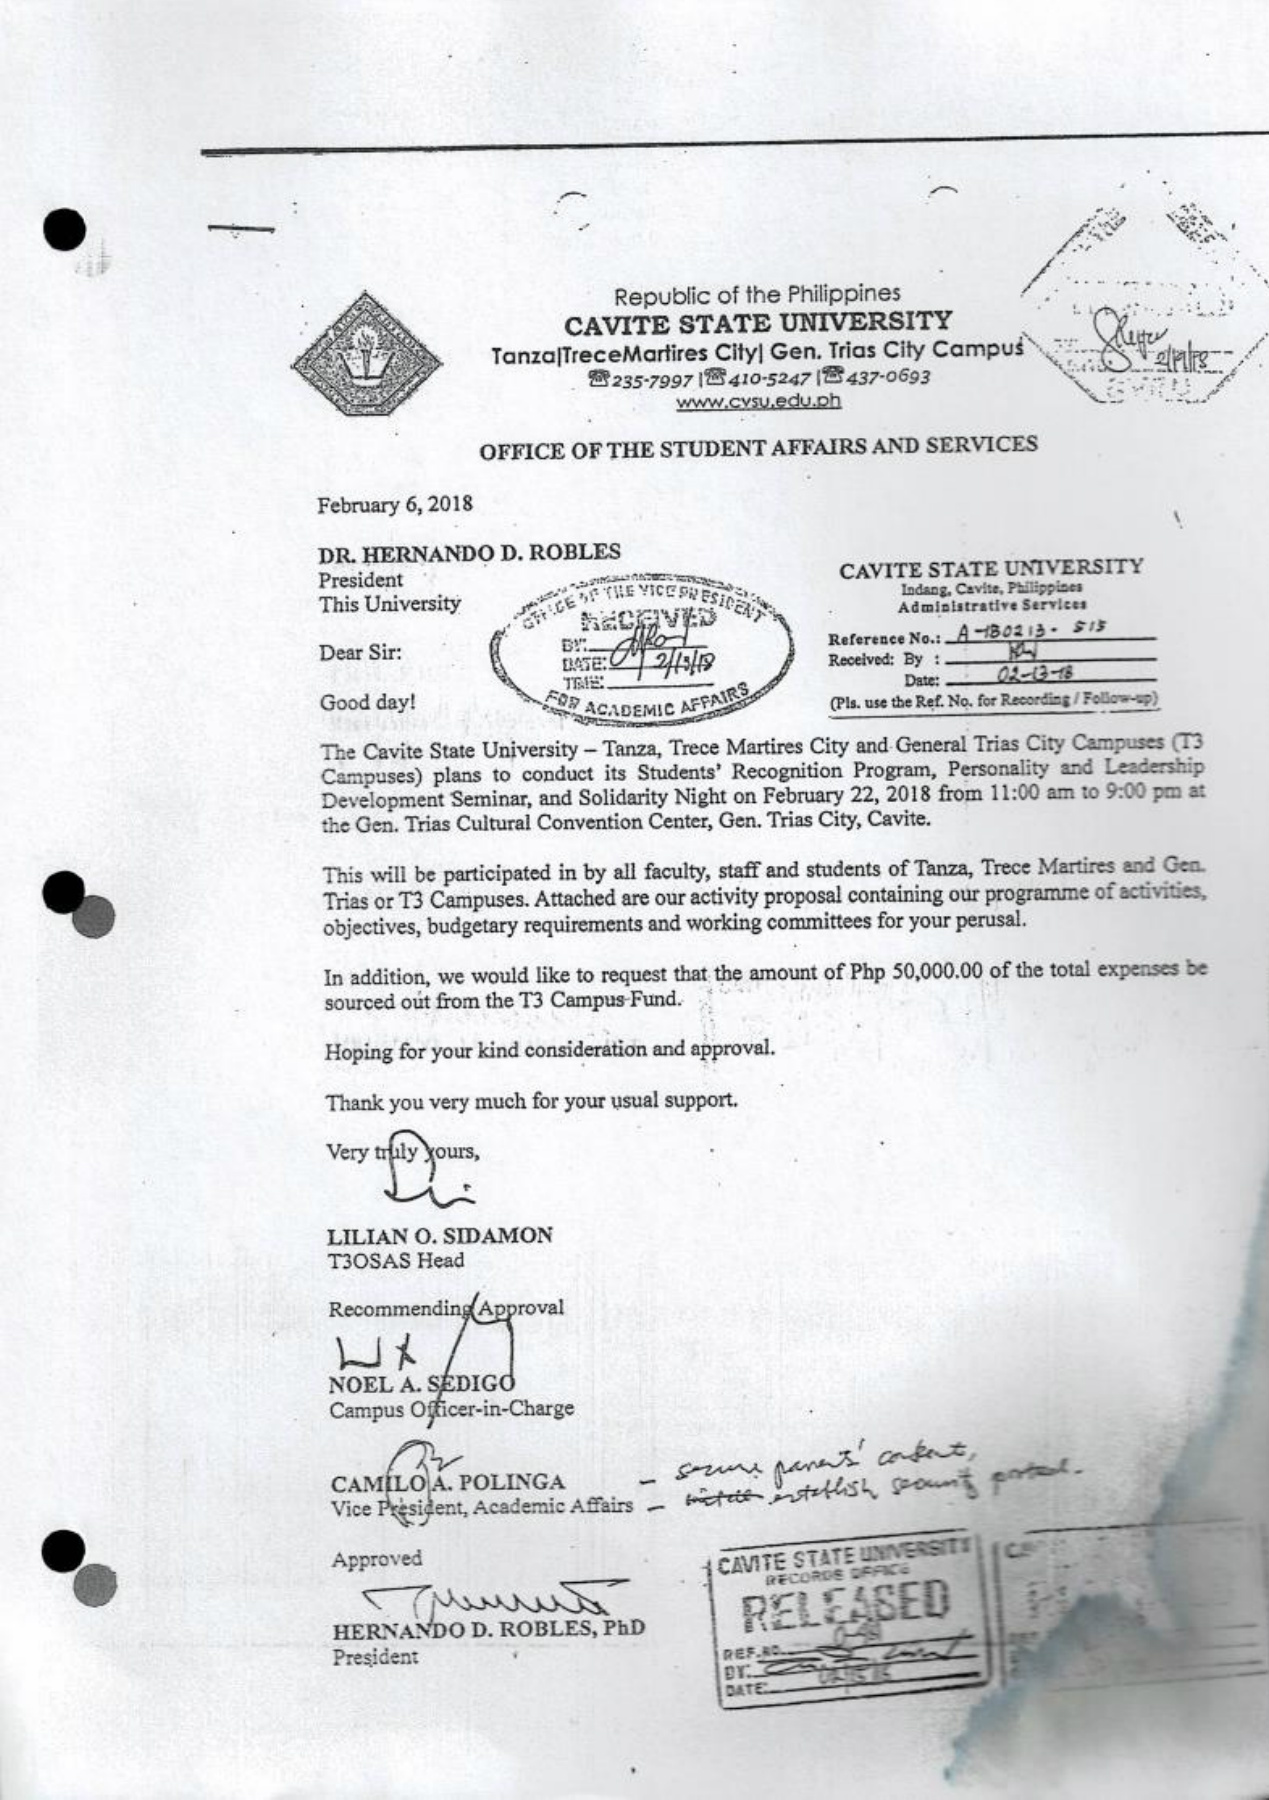 Republic of the Philippines
CAVITE STATE UNIVERSITY
Tanza|TreceMartires City| Gen. Trias City Campus
☎235-7997 |☎410-5247 |☎437-0693
www.cvsu.edu.ph
2/19/18
OFFICE OF THE STUDENT AFFAIRS AND SERVICES
February 6, 2018
DR. HERNANDO D. ROBLES
President
This University
Dear Sir:
Good day!
OFFICE OF THE VICE PRESIDENT
RECEIVED
BY:
DATE: 2/13/18
TIME:
FOR ACADEMIC AFFAIRS
CAVITE STATE UNIVERSITY
Indang, Cavite, Philippines
Administrative Services
Reference No.: A-180213- 515
Received: By :
Date: 02-13-18
(Pls. use the Ref. No. for Recording / Follow-up)
The Cavite State University – Tanza, Trece Martires City and General Trias City Campuses (T3
Campuses) plans to conduct its Students' Recognition Program, Personality and Leadership
Development Seminar, and Solidarity Night on February 22, 2018 from 11:00 am to 9:00 pm at
the Gen. Trias Cultural Convention Center, Gen. Trias City, Cavite.
This will be participated in by all faculty, staff and students of Tanza, Trece Martires and Gen.
Trias or T3 Campuses. Attached are our activity proposal containing our programme of activities,
objectives, budgetary requirements and working committees for your perusal.
In addition, we would like to request that the amount of Php 50,000.00 of the total expenses be
sourced out from the T3 Campus Fund.
Hoping for your kind consideration and approval.
Thank you very much for your usual support.
Very truly yours,
LILIAN O. SIDAMON
T3OSAS Head
Recommending Approval
NOEL A. SEDIGO
Campus Officer-in-Charge
CAMILO A. POLINGA
Vice President, Academic Affairs
– secure parents' consent,
– establish security
Approved
HERNANDO D. ROBLES, PhD
President
CAVITE STATE UNIVERSITY
RECORDS OFFICE
RELEASED
REF.NO.
BY:
DATE: